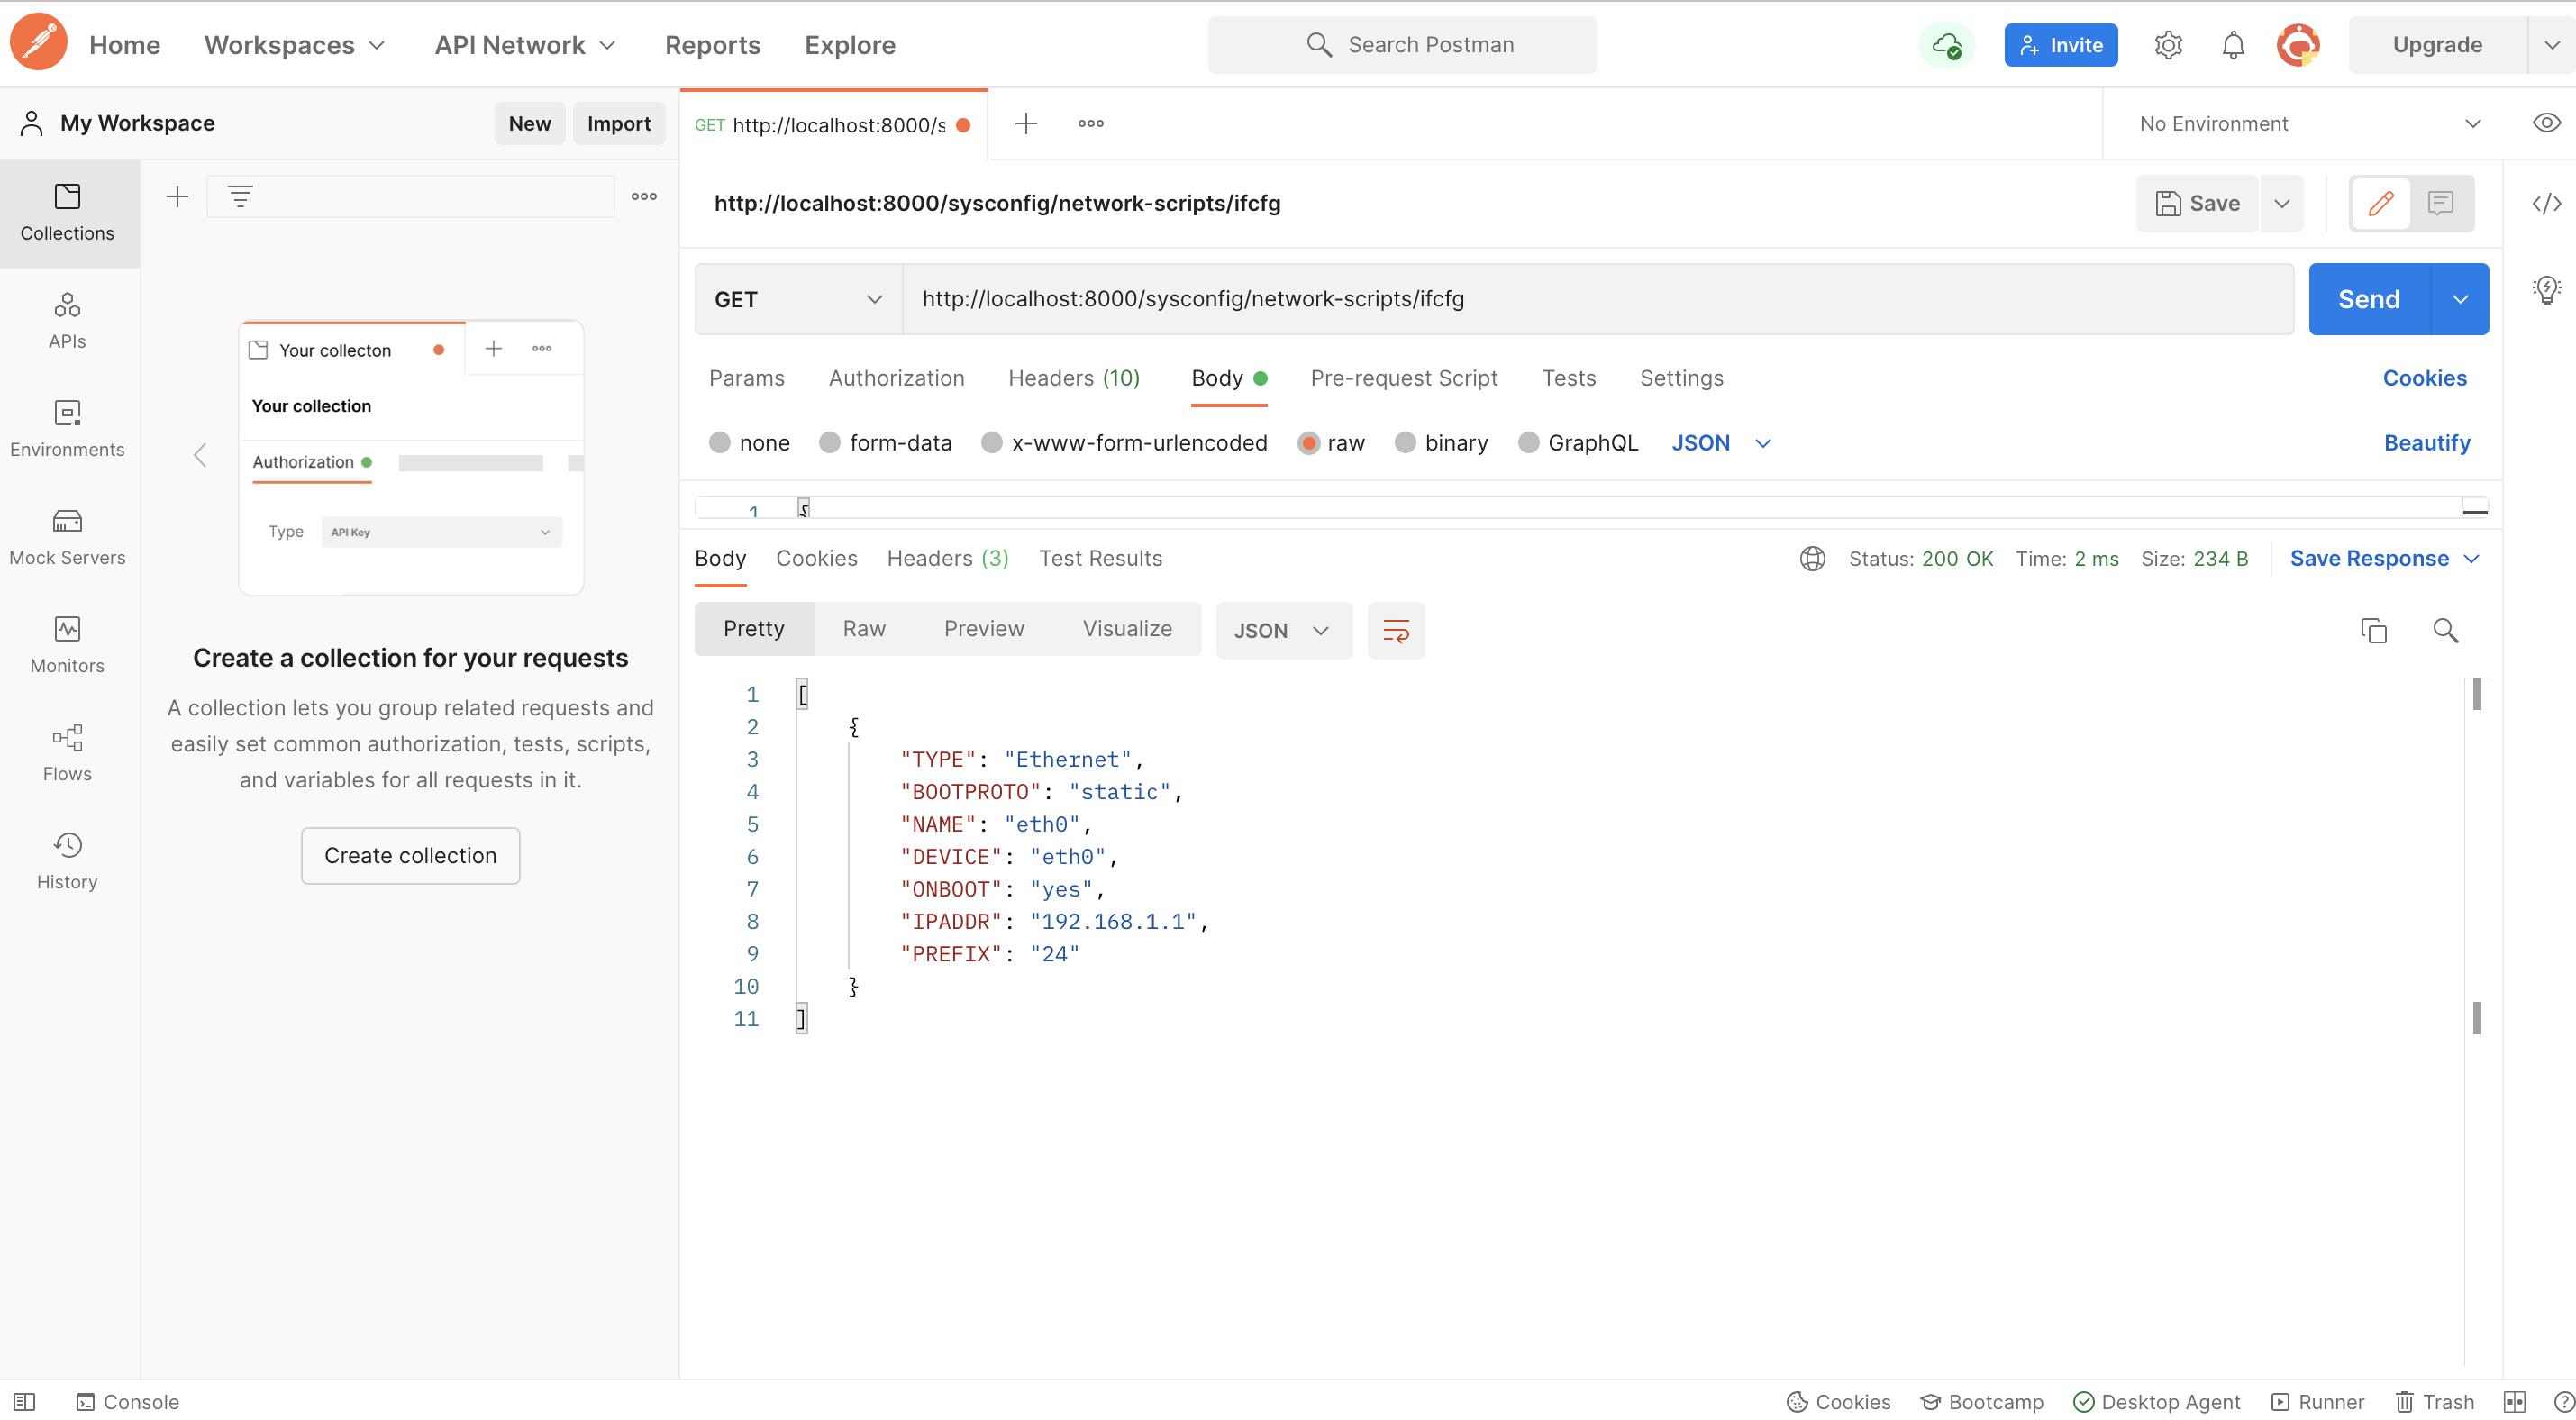 Home Workspaces API Network Reports Explore Search Postman Invite Upgrade
My Workspace New Import GET http://localhost:8000/s No Environment
Collections
APIs
Environments
Mock Servers
Monitors
Flows
History
Your collecton
Your collection
Authorization
Type API Key
Create a collection for your requests
A collection lets you group related requests and
easily set common authorization, tests, scripts,
and variables for all requests in it.
Create collection
http://localhost:8000/sysconfig/network-scripts/ifcfg Save
GET http://localhost:8000/sysconfig/network-scripts/ifcfg Send
Params Authorization Headers (10) Body Pre-request Script Tests Settings Cookies
none form-data x-www-form-urlencoded raw binary GraphQL JSON Beautify
1 {
Body Cookies Headers (3) Test Results Status: 200 OK Time: 2 ms Size: 234 B Save Response
Pretty Raw Preview Visualize JSON
1 [
2 {
3 "TYPE": "Ethernet",
4 "BOOTPROTO": "static",
5 "NAME": "eth0",
6 "DEVICE": "eth0",
7 "ONBOOT": "yes",
8 "IPADDR": "192.168.1.1",
9 "PREFIX": "24"
10 }
11 ]
Console Cookies Bootcamp Desktop Agent Runner Trash